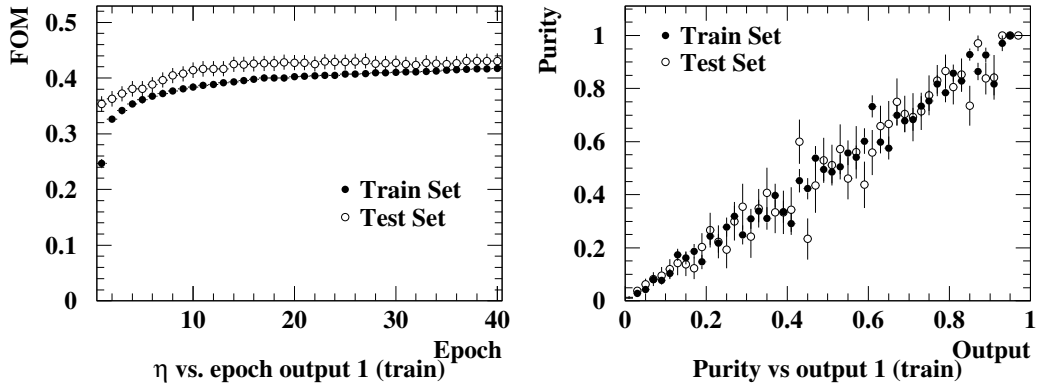 FOM
0.5
0.4
0.3
0.2
0.1
0
Train Set
Test Set
10
20
30
40
Epoch
η vs. epoch output 1 (train)
Purity
1
0.8
0.6
0.4
0.2
0
Train Set
Test Set
0
0.2
0.4
0.6
0.8
1
Output
Purity vs output 1 (train)